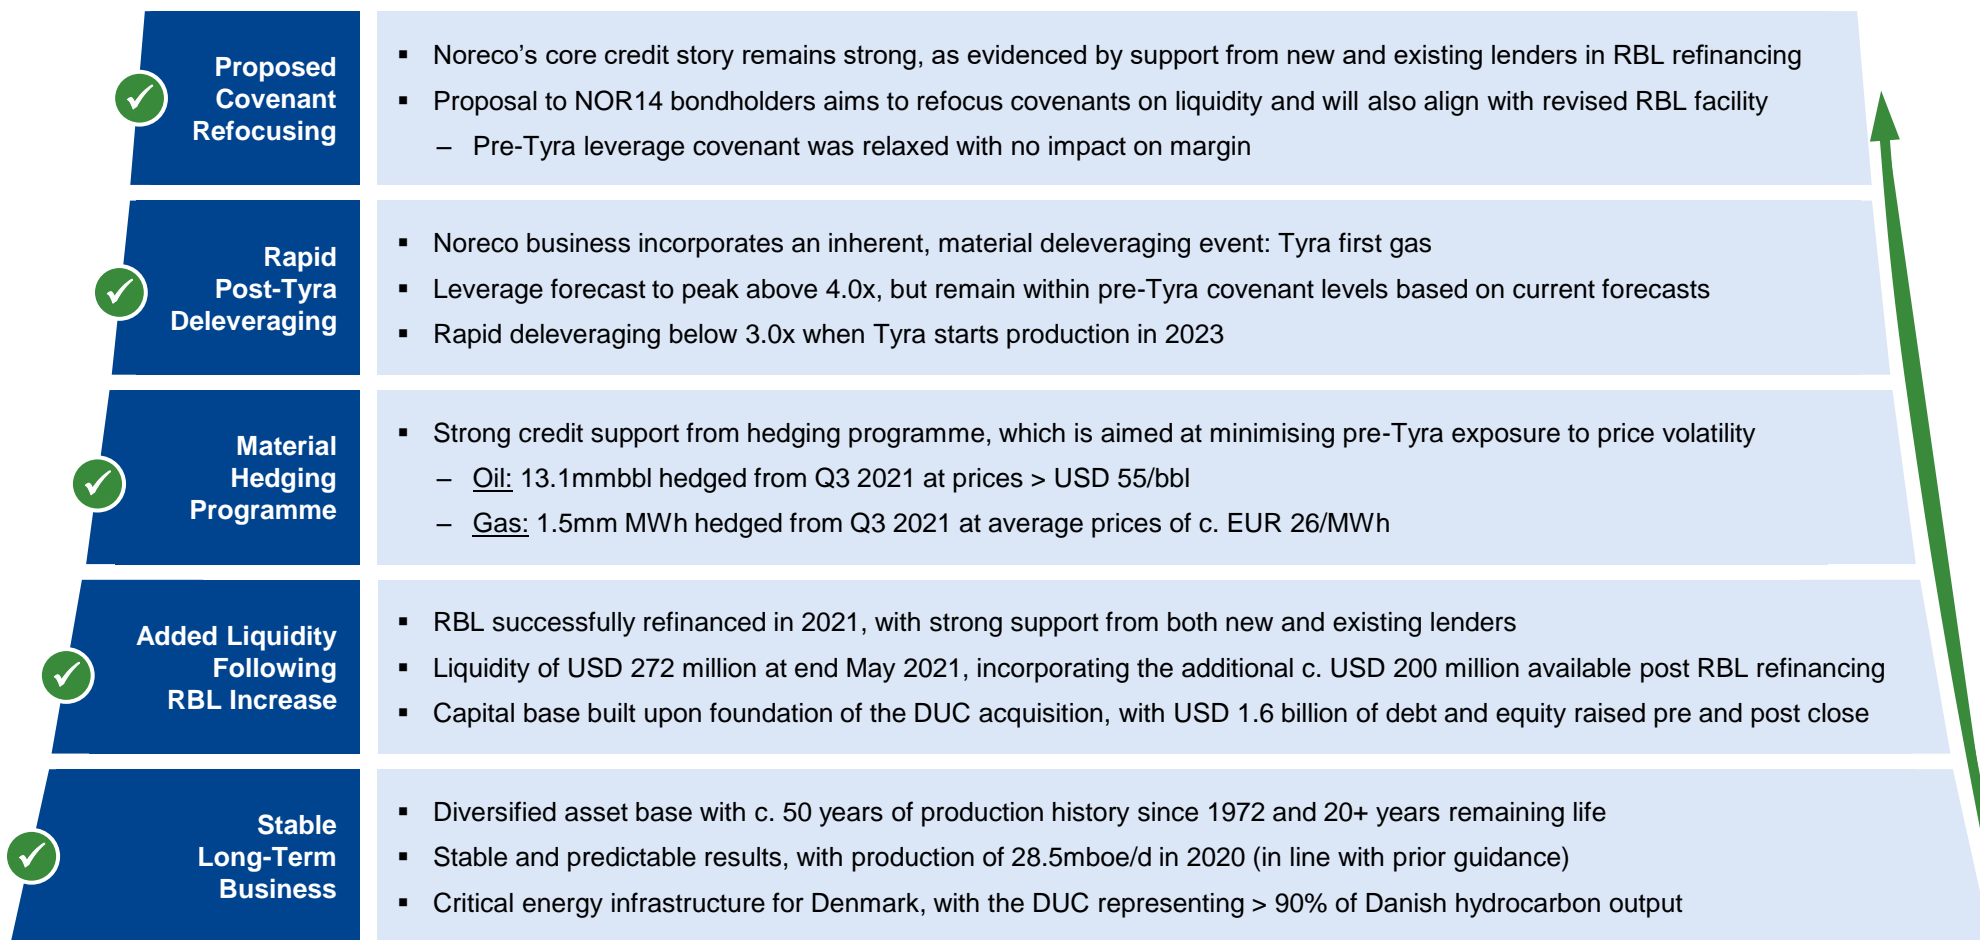 Proposed
Covenant
Refocusing
▪ Noreco’s core credit story remains strong, as evidenced by support from new and existing lenders in RBL refinancing
▪ Proposal to NOR14 bondholders aims to refocus covenants on liquidity and will also align with revised RBL facility
– Pre-Tyra leverage covenant was relaxed with no impact on margin
Rapid
Post-Tyra
Deleveraging
▪ Noreco business incorporates an inherent, material deleveraging event: Tyra first gas
▪ Leverage forecast to peak above 4.0x, but remain within pre-Tyra covenant levels based on current forecasts
▪ Rapid deleveraging below 3.0x when Tyra starts production in 2023
Material
Hedging
Programme
▪ Strong credit support from hedging programme, which is aimed at minimising pre-Tyra exposure to price volatility
– Oil: 13.1mmbbl hedged from Q3 2021 at prices > USD 55/bbl
– Gas: 1.5mm MWh hedged from Q3 2021 at average prices of c. EUR 26/MWh
Added Liquidity
Following
RBL Increase
▪ RBL successfully refinanced in 2021, with strong support from both new and existing lenders
▪ Liquidity of USD 272 million at end May 2021, incorporating the additional c. USD 200 million available post RBL refinancing
▪ Capital base built upon foundation of the DUC acquisition, with USD 1.6 billion of debt and equity raised pre and post close
Stable
Long-Term
Business
▪ Diversified asset base with c. 50 years of production history since 1972 and 20+ years remaining life
▪ Stable and predictable results, with production of 28.5mboe/d in 2020 (in line with prior guidance)
▪ Critical energy infrastructure for Denmark, with the DUC representing > 90% of Danish hydrocarbon output